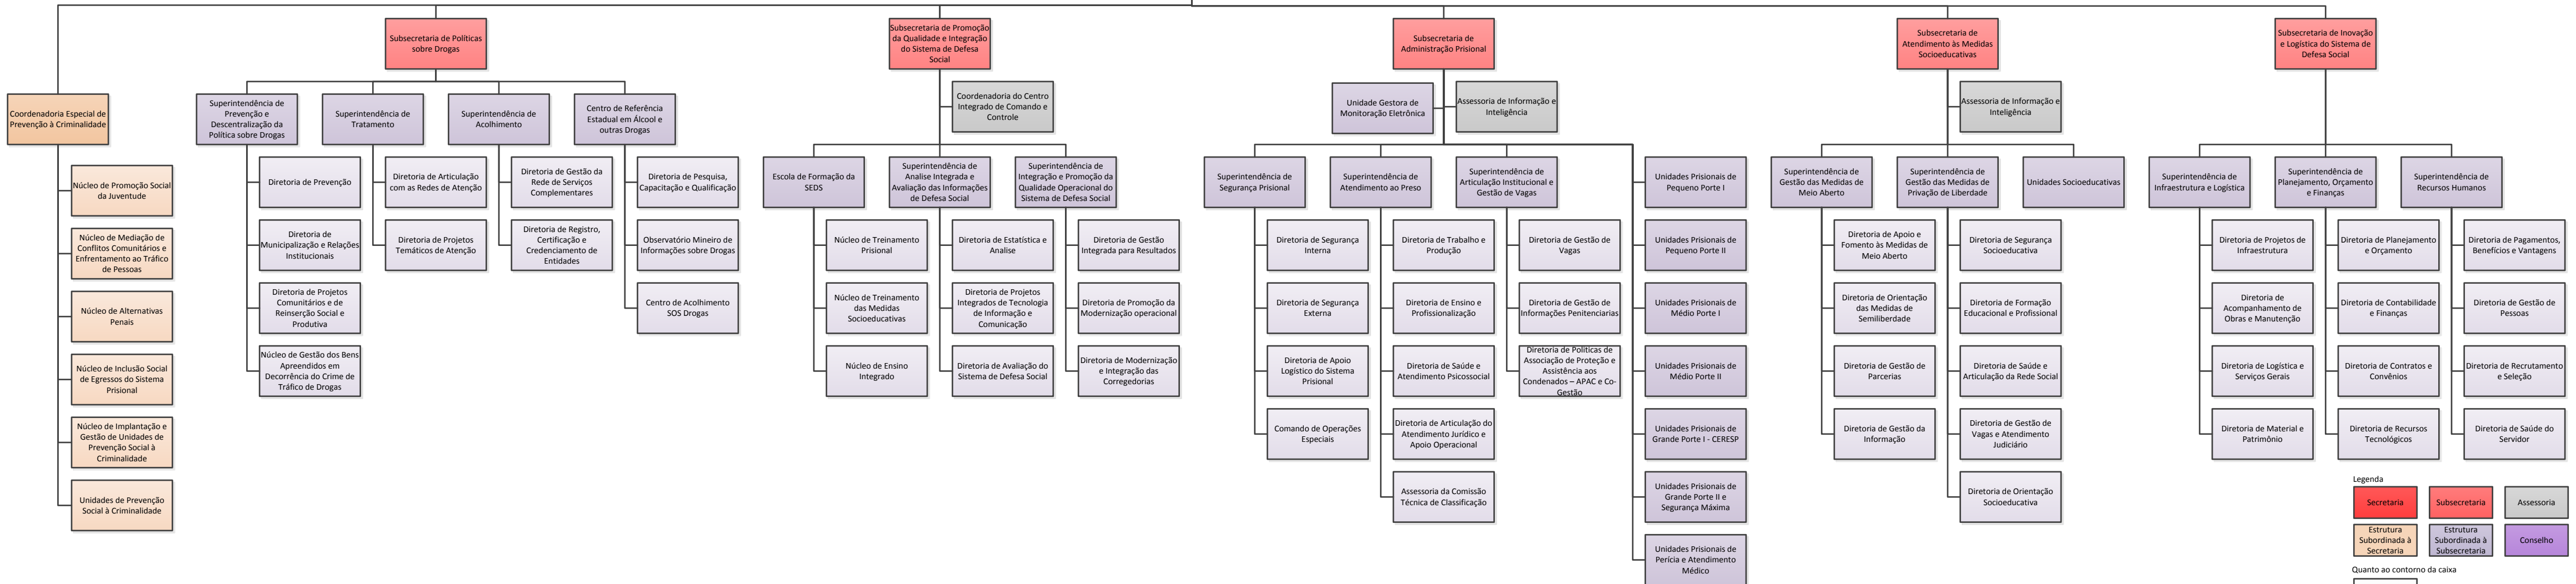 Subsecretaria de Políticas
sobre Drogas
Subsecretaria de Promoção
da Qualidade e Integração
do Sistema de Defesa
Social
Subsecretaria de
Administração Prisional
Subsecretaria de
Atendimento às Medidas
Socioeducativas
Subsecretaria de Inovação
e Logística do Sistema de
Defesa Social
Coordenadoria Especial de
Prevenção à Criminalidade
Núcleo de Promoção Social
da Juventude
Núcleo de Mediação de
Conflitos Comunitários e
Enfrentamento ao Tráfico
de Pessoas
Núcleo de Alternativas
Penais
Núcleo de Inclusão Social
de Egressos do Sistema
Prisional
Núcleo de Implantação e
Gestão de Unidades de
Prevenção Social à
Criminalidade
Unidades de Prevenção
Social à Criminalidade
Superintendência de
Prevenção e
Descentralização da
Política sobre Drogas
Diretoria de Prevenção
Diretoria de
Municipalização e Relações
Institucionais
Diretoria de Projetos
Comunitários e de
Reinserção Social e
Produtiva
Núcleo de Gestão dos Bens
Apreendidos em
Decorrência do Crime de
Tráfico de Drogas
Superintendência de
Tratamento
Diretoria de Articulação
com as Redes de Atenção
Diretoria de Projetos
Temáticos de Atenção
Superintendência de
Acolhimento
Diretoria de Gestão da
Rede de Serviços
Complementares
Diretoria de Registro,
Certificação e
Credenciamento de
Entidades
Centro de Referência
Estadual em Álcool e
outras Drogas
Diretoria de Pesquisa,
Capacitação e Qualificação
Observatório Mineiro de
Informações sobre Drogas
Centro de Acolhimento
SOS Drogas
Coordenadoria do Centro
Integrado de Comando e
Controle
Escola de Formação da
SEDS
Núcleo de Treinamento
Prisional
Núcleo de Treinamento
das Medidas
Socioeducativas
Núcleo de Ensino
Integrado
Superintendência de
Analise Integrada e
Avaliação das Informações
de Defesa Social
Diretoria de Estatística e
Analise
Diretoria de Projetos
Integrados de Tecnologia
de Informação e
Comunicação
Diretoria de Avaliação do
Sistema de Defesa Social
Superintendência de
Integração e Promoção da
Qualidade Operacional do
Sistema de Defesa Social
Diretoria de Gestão
Integrada para Resultados
Diretoria de Promoção da
Modernização operacional
Diretoria de Modernização
e Integração das
Corregedorias
Unidade Gestora de
Monitoração Eletrônica
Assessoria de Informação e
Inteligência
Superintendência de
Segurança Prisional
Diretoria de Segurança
Interna
Diretoria de Segurança
Externa
Diretoria de Apoio
Logístico do Sistema
Prisional
Comando de Operações
Especiais
Superintendência de
Atendimento ao Preso
Diretoria de Trabalho e
Produção
Diretoria de Ensino e
Profissionalização
Diretoria de Saúde e
Atendimento Psicossocial
Diretoria de Articulação do
Atendimento Jurídico e
Apoio Operacional
Assessoria da Comissão
Técnica de Classificação
Superintendência de
Articulação Institucional e
Gestão de Vagas
Diretoria de Gestão de
Vagas
Diretoria de Gestão de
Informações Penitenciarias
Diretoria de Políticas de
Associação de Proteção e
Assistência aos
Condenados – APAC e Co-
Gestão
Unidades Prisionais de
Pequeno Porte I
Unidades Prisionais de
Pequeno Porte II
Unidades Prisionais de
Médio Porte I
Unidades Prisionais de
Médio Porte II
Unidades Prisionais de
Grande Porte I - CERESP
Unidades Prisionais de
Grande Porte II e
Segurança Máxima
Unidades Prisionais de
Perícia e Atendimento
Médico
Assessoria de Informação e
Inteligência
Superintendência de
Gestão das Medidas de
Meio Aberto
Diretoria de Apoio e
Fomento às Medidas de
Meio Aberto
Diretoria de Orientação
das Medidas de
Semiliberdade
Diretoria de Gestão de
Parcerias
Diretoria de Gestão da
Informação
Superintendência de
Gestão das Medidas de
Privação de Liberdade
Diretoria de Segurança
Socioeducativa
Diretoria de Formação
Educacional e Profissional
Diretoria de Saúde e
Articulação da Rede Social
Diretoria de Gestão de
Vagas e Atendimento
Judiciário
Diretoria de Orientação
Socioeducativa
Unidades Socioeducativas
Superintendência de
Infraestrutura e Logística
Diretoria de Projetos de
Infraestrutura
Diretoria de
Acompanhamento de
Obras e Manutenção
Diretoria de Logística e
Serviços Gerais
Diretoria de Material e
Patrimônio
Superintendência de
Planejamento, Orçamento
e Finanças
Diretoria de Planejamento
e Orçamento
Diretoria de Contabilidade
e Finanças
Diretoria de Contratos e
Convênios
Diretoria de Recursos
Tecnológicos
Superintendência de
Recursos Humanos
Diretoria de Pagamentos,
Benefícios e Vantagens
Diretoria de Gestão de
Pessoas
Diretoria de Recrutamento
e Seleção
Diretoria de Saúde do
Servidor
Legenda
Secretaria
Subsecretaria
Assessoria
Estrutura
Subordinada à
Secretaria
Estrutura
Subordinada à
Subsecretaria
Conselho
Quanto ao contorno da caixa